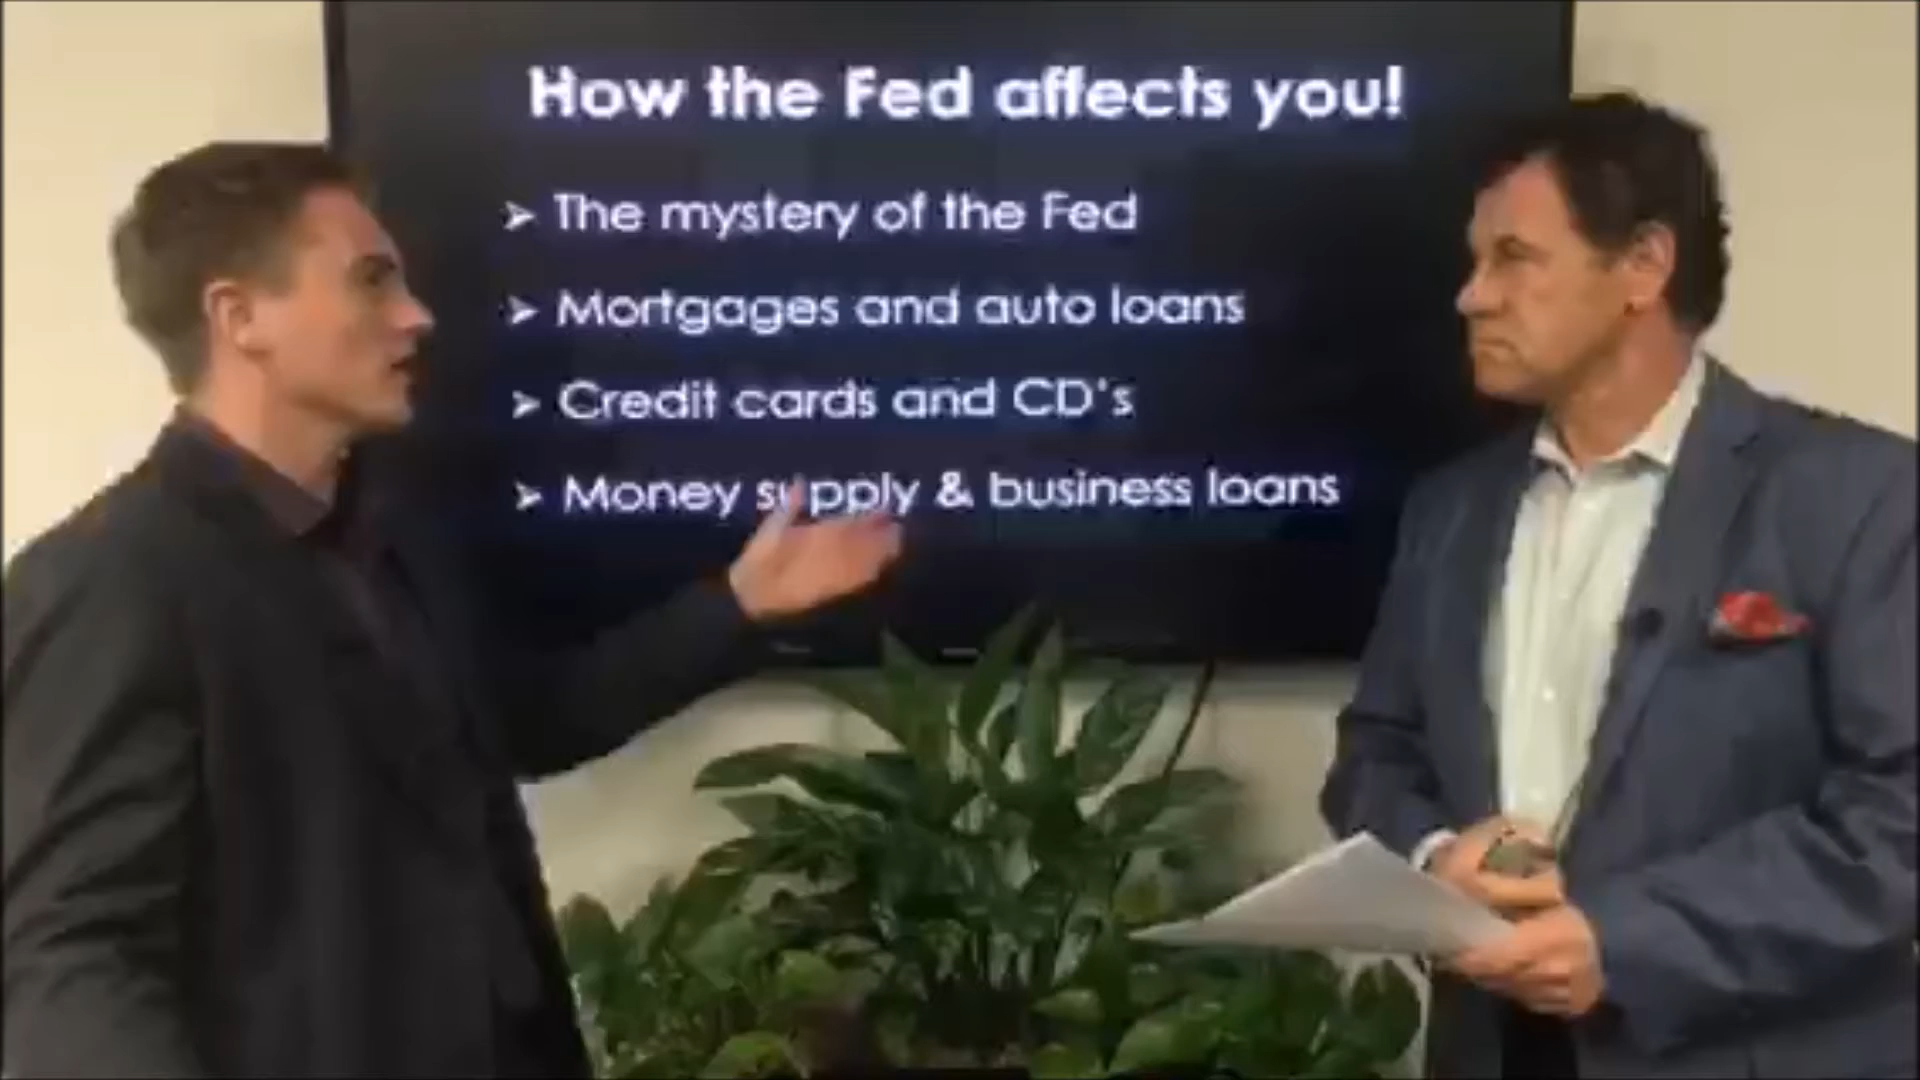 How the Fed affects you!
➢ The mystery of the Fed
➢ Mortgages and auto loans
➢ Credit cards and CD's
➢ Money supply & business loans